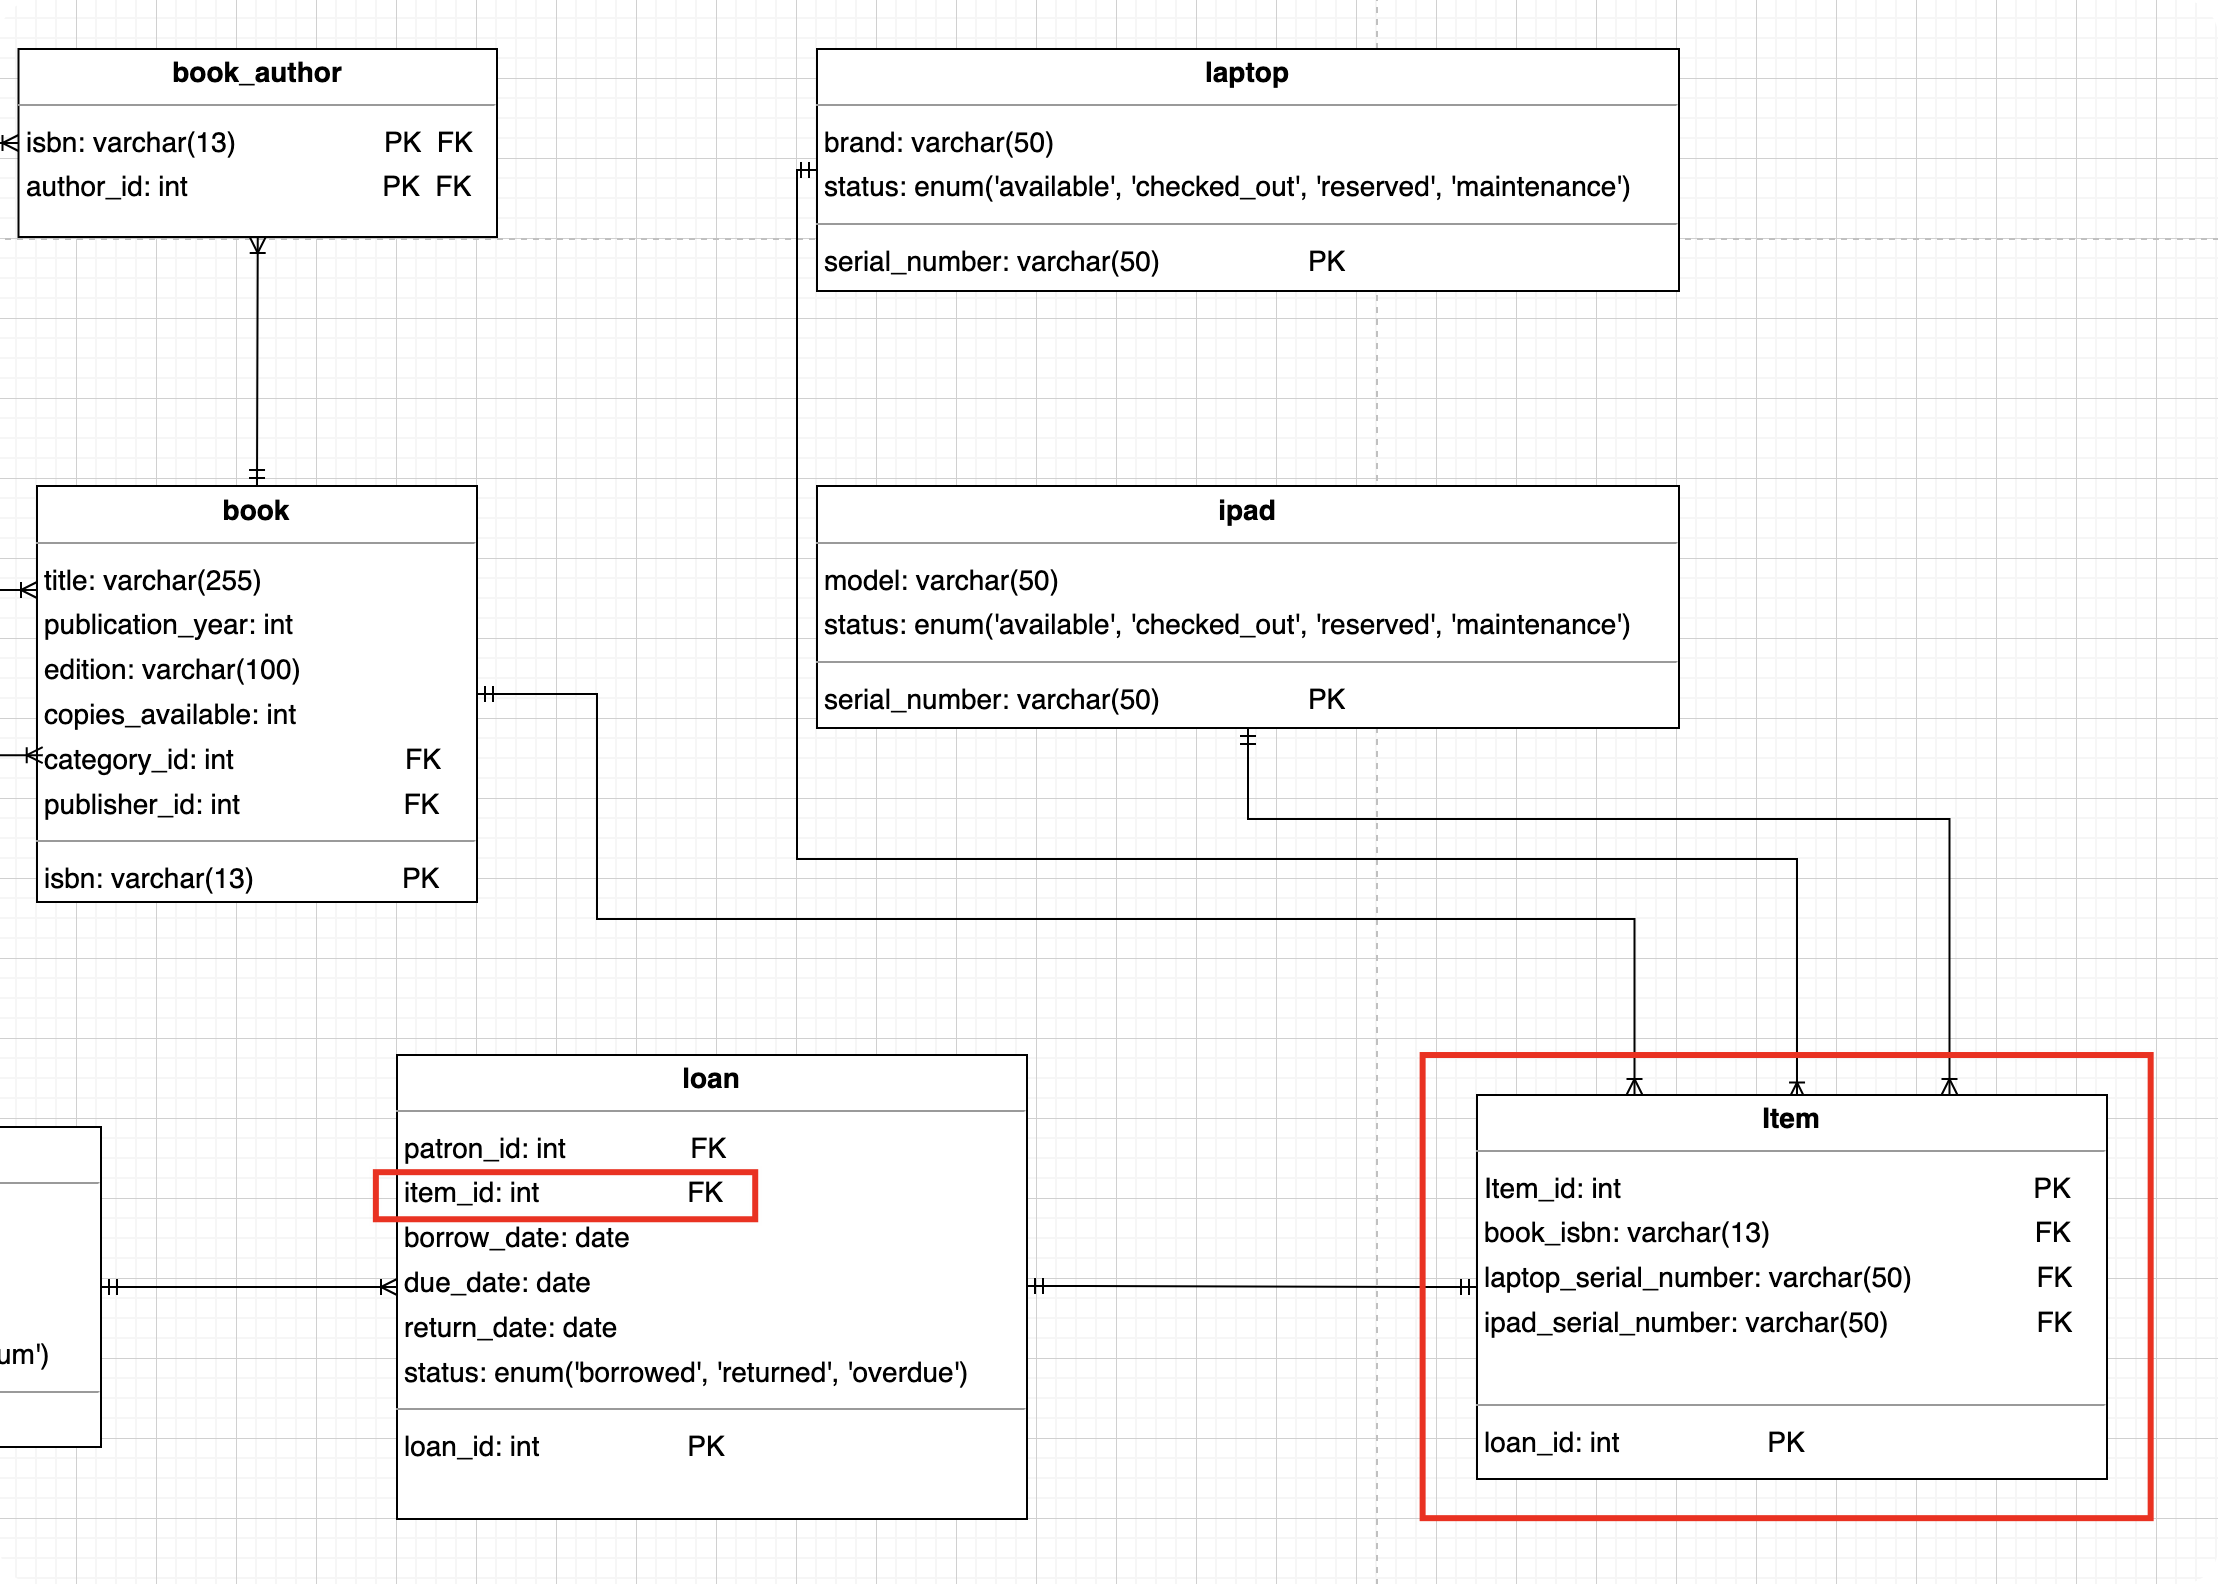 book_author
isbn: varchar(13) PK FK
author_id: int PK FK
laptop
brand: varchar(50)
status: enum('available', 'checked_out', 'reserved', 'maintenance')
serial_number: varchar(50) PK
book
title: varchar(255)
publication_year: int
edition: varchar(100)
copies_available: int
category_id: int FK
publisher_id: int FK
isbn: varchar(13) PK
ipad
model: varchar(50)
status: enum('available', 'checked_out', 'reserved', 'maintenance')
serial_number: varchar(50) PK
um')
loan
patron_id: int FK
item_id: int FK
borrow_date: date
due_date: date
return_date: date
status: enum('borrowed', 'returned', 'overdue')
loan_id: int PK
Item
Item_id: int PK
book_isbn: varchar(13) FK
laptop_serial_number: varchar(50) FK
ipad_serial_number: varchar(50) FK
loan_id: int PK